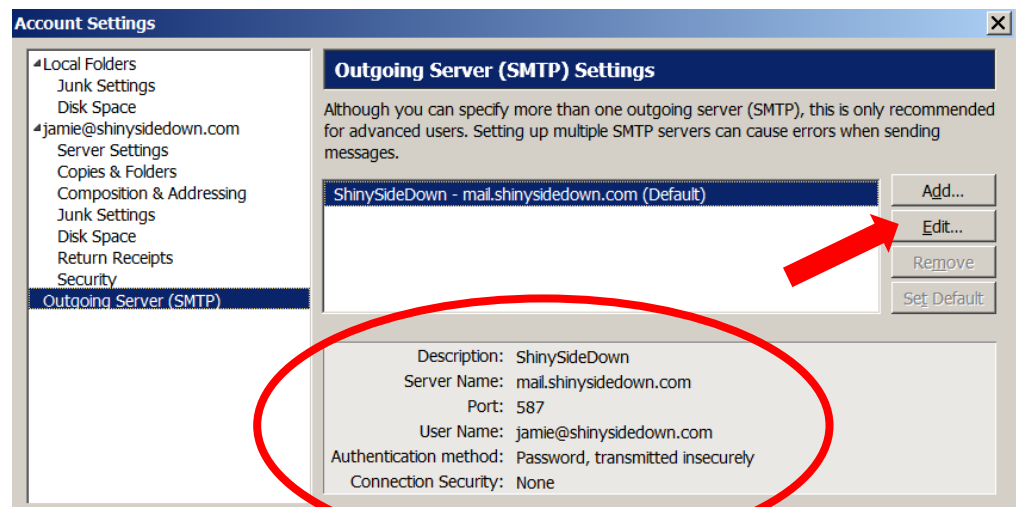 Account Settings
Local Folders
Junk Settings
Disk Space
jamie@shinysidedown.com
Server Settings
Copies & Folders
Composition & Addressing
Junk Settings
Disk Space
Return Receipts
Security
Outgoing Server (SMTP)
Outgoing Server (SMTP) Settings
Although you can specify more than one outgoing server (SMTP), this is only recommended
for advanced users. Setting up multiple SMTP servers can cause errors when sending
messages.
ShinySideDown - mail.shinysidedown.com (Default)
Add...
Edit...
Remove
Set Default
Description: ShinySideDown
Server Name: mail.shinysidedown.com
Port: 587
User Name: jamie@shinysidedown.com
Authentication method: Password, transmitted insecurely
Connection Security: None